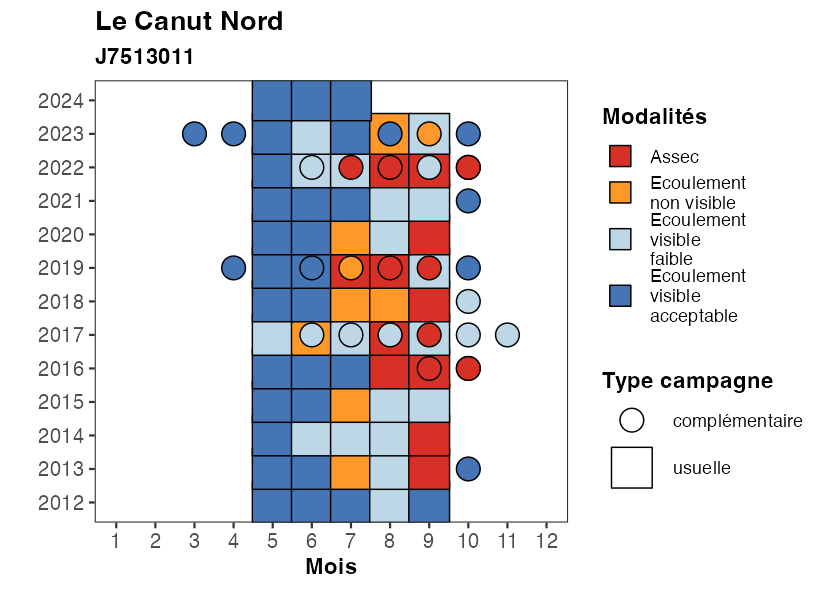 Le Canut Nord
J7513011
2024
2023
2022
2021
2020
2019
2018
2017
2016
2015
2014
2013
2012
1 2 3 4 5 6 7 8 9 10 11 12
Mois
Modalités
Assec
Ecoulement
non visible
Ecoulement
visible
faible
Ecoulement
visible
acceptable
Type campagne
complémentaire
usuelle